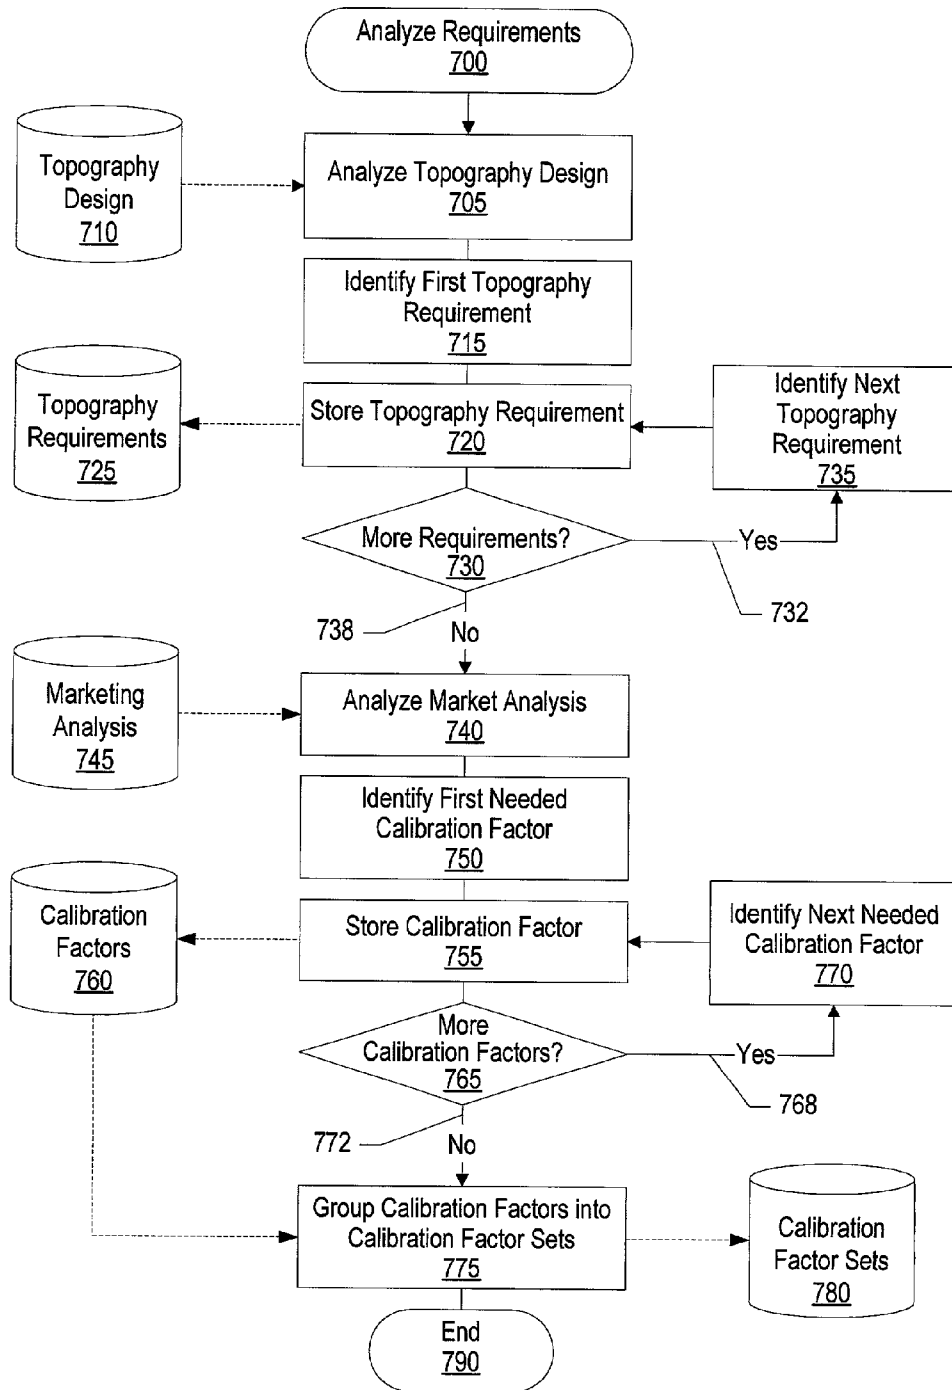 Analyze Requirements
700
Topography
Design
710
Analyze Topography Design
705
Identify First Topography
Requirement
715
Topography
Requirements
725
Store Topography Requirement
720
Identify Next
Topography
Requirement
735
More Requirements?
730
Yes
732
738
No
Marketing
Analysis
745
Analyze Market Analysis
740
Identify First Needed
Calibration Factor
750
Calibration
Factors
760
Store Calibration Factor
755
Identify Next Needed
Calibration Factor
770
More
Calibration Factors?
765
Yes
768
772
No
Group Calibration Factors into
Calibration Factor Sets
775
Calibration
Factor Sets
780
End
790